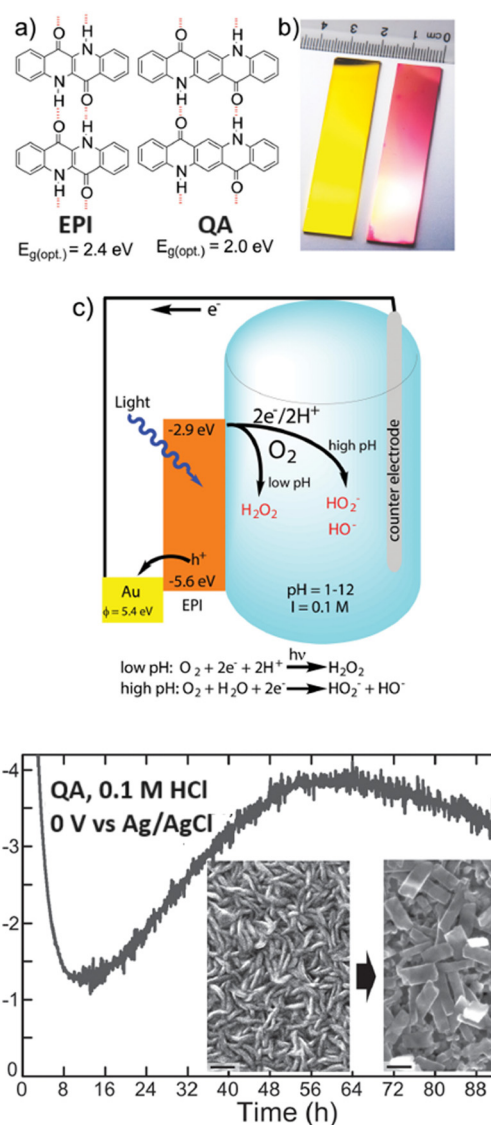 a)
b)
O H
N
N
H O
O H
N
N
H O
O H
N
N
H O
O H
N
N
H O
EPI
QA
E_g(opt.) = 2.4 eV
E_g(opt.) = 2.0 eV
4 3 2 1 0 cm
c)
e⁻
Light
-2.9 eV
2e⁻/2H⁺
O₂
high pH
low pH
H₂O₂
HO₂⁻
HO⁻
counter electrode
h⁺
-5.6 eV
Au
ϕ = 5.4 eV
EPI
pH = 1-12
I = 0.1 M
hν
low pH: O₂ + 2e⁻ + 2H⁺ → H₂O₂
high pH: O₂ + H₂O + 2e⁻ → HO₂⁻ + HO⁻
QA, 0.1 M HCl
0 V vs Ag/AgCl
-4
-3
-2
-1
0
0 8 16 24 32 40 48 56 64 72 80 88
Time (h)